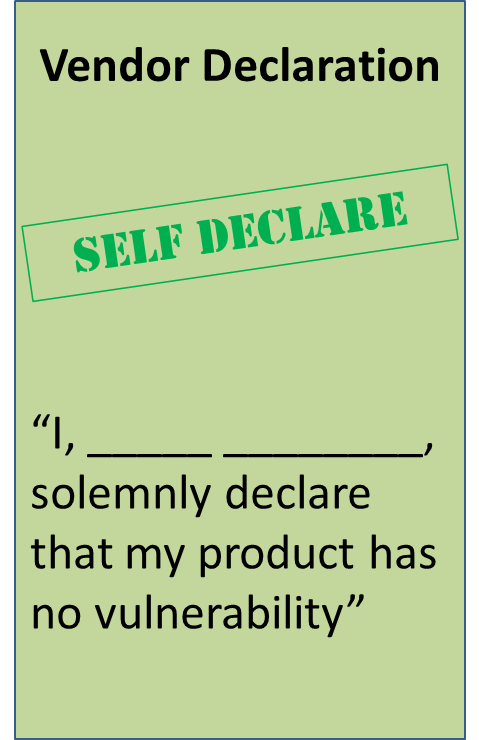 Vendor Declaration
SELF DECLARE
“I, _____ ________,
solemnly declare
that my product has
no vulnerability”